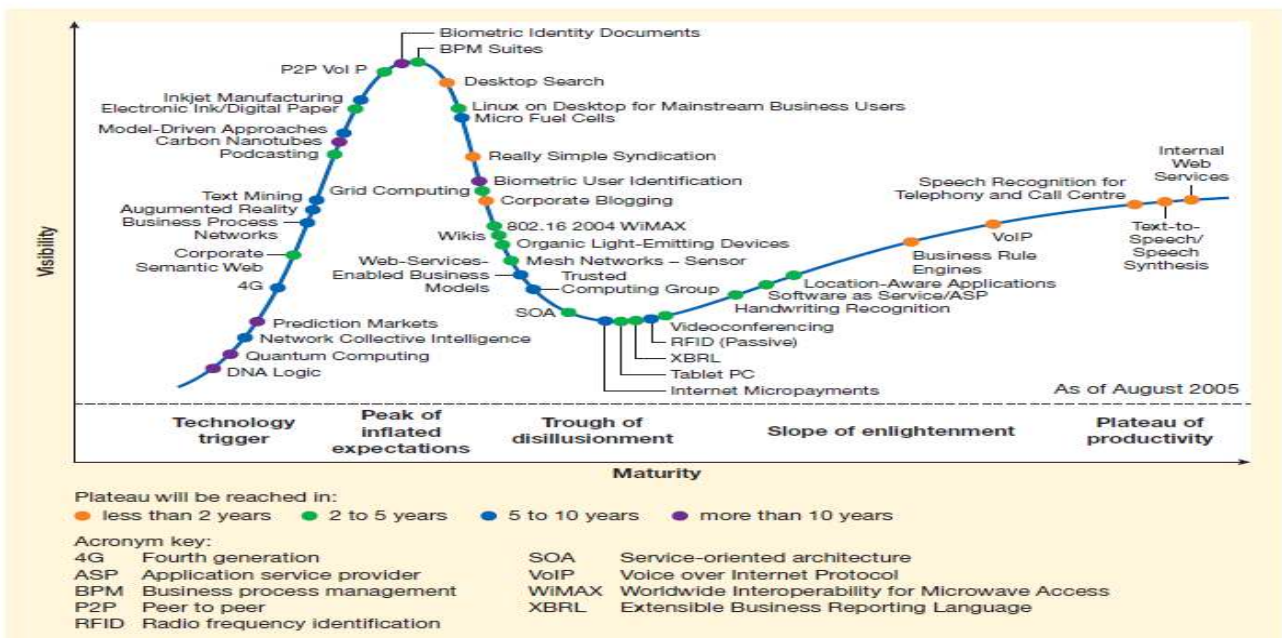 Biometric Identity Documents
BPM Suites
P2P VoI P
Desktop Search
Inkjet Manufacturing
Electronic Ink/Digital Paper
Linux on Desktop for Mainstream Business Users
Micro Fuel Cells
Model-Driven Approaches
Carbon Nanotubes
Podcasting
Really Simple Syndication
Internal
Web
Services
Grid Computing
Biometric User Identification
Corporate Blogging
Speech Recognition for
Telephony and Call Centre
Text Mining
Augumented Reality
Business Process
Networks
802.16 2004 WiMAX
Wikis
Organic Light-Emitting Devices
Mesh Networks – Sensor
VoIP
Text-to-
Speech/
Speech
Synthesis
Corporate
Semantic Web
Web-Services-
Enabled Business
Models
Trusted
Computing Group
Business Rule
Engines
4G
Location-Aware Applications
Software as Service/ASP
Handwriting Recognition
SOA
Prediction Markets
Network Collective Intelligence
Quantum Computing
DNA Logic
Videoconferencing
RFID (Passive)
XBRL
Tablet PC
Internet Micropayments
As of August 2005
Visibility
Technology
trigger
Peak of
inflated
expectations
Trough of
disillusionment
Slope of enlightenment
Plateau of
productivity
Maturity
Plateau will be reached in:
less than 2 years 2 to 5 years 5 to 10 years more than 10 years
Acronym key:
4G Fourth generation
ASP Application service provider
BPM Business process management
P2P Peer to peer
RFID Radio frequency identification
SOA Service-oriented architecture
VoIP Voice over Internet Protocol
WiMAX Worldwide Interoperability for Microwave Access
XBRL Extensible Business Reporting Language